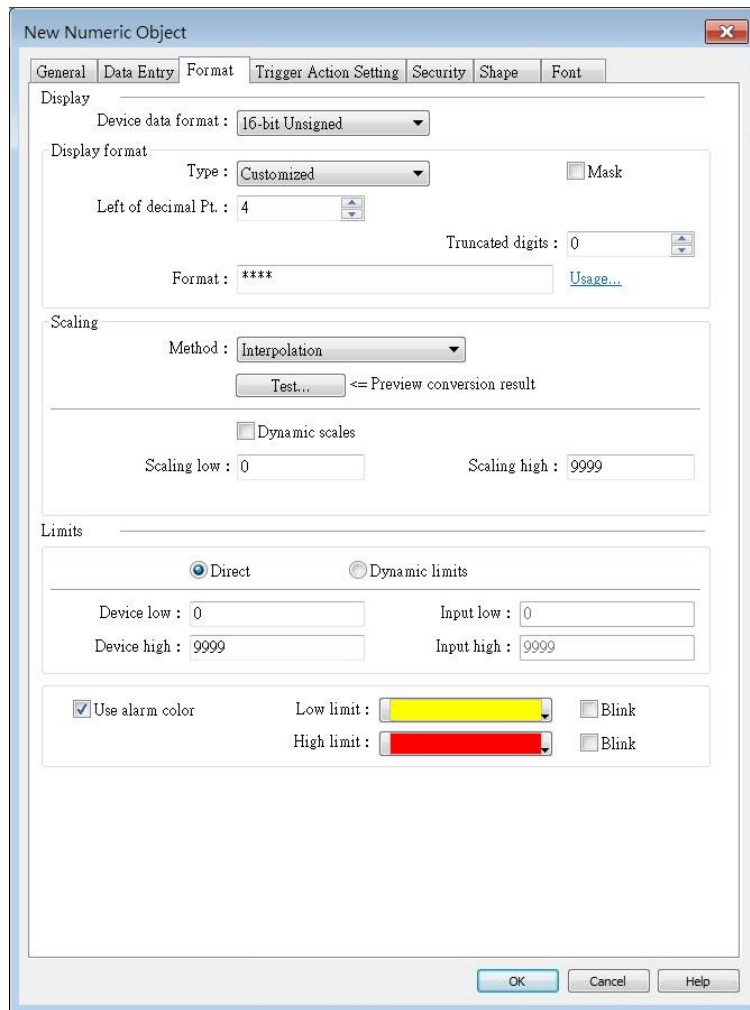 New Numeric Object
General Data Entry Format Trigger Action Setting Security Shape Font
Display
Device data format : 16-bit Unsigned
Display format
Type : Customized Mask
Left of decimal Pt. : 4
Truncated digits : 0
Format : **** Usage...
Scaling
Method : Interpolation
Test... <= Preview conversion result
Dynamic scales
Scaling low : 0 Scaling high : 9999
Limits
Direct Dynamic limits
Device low : 0 Input low : 0
Device high : 9999 Input high : 9999
Use alarm color Low limit : Blink
High limit : Blink
OK Cancel Help